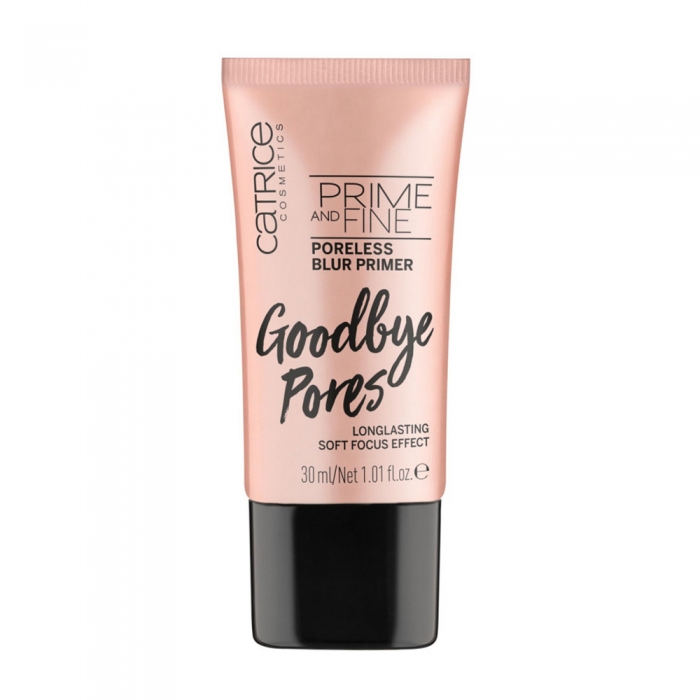 CATRICE
COSMETICS
PRIME
AND FINE
PORELESS
BLUR PRIMER
Goodbye
Pores
LONGLASTING
SOFT FOCUS EFFECT
30 ml/Net 1.01 fl.oz.℮